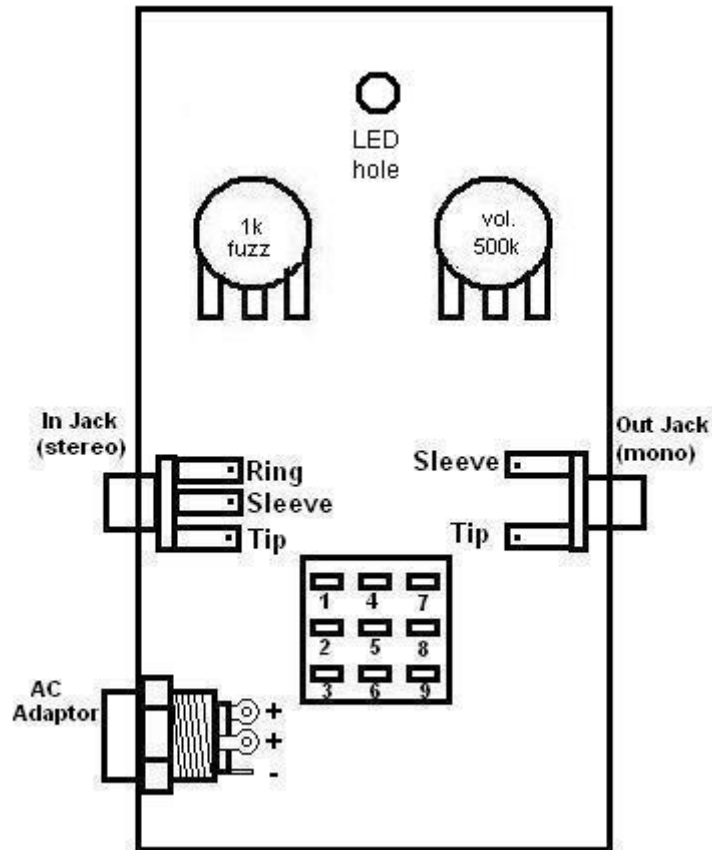 LED
hole
1k
fuzz
vol.
500k
In Jack
(stereo)
Ring
Sleeve
Tip
Out Jack
(mono)
Sleeve
Tip
1 4 7
2 5 8
3 6 9
AC
Adaptor
+
+
-